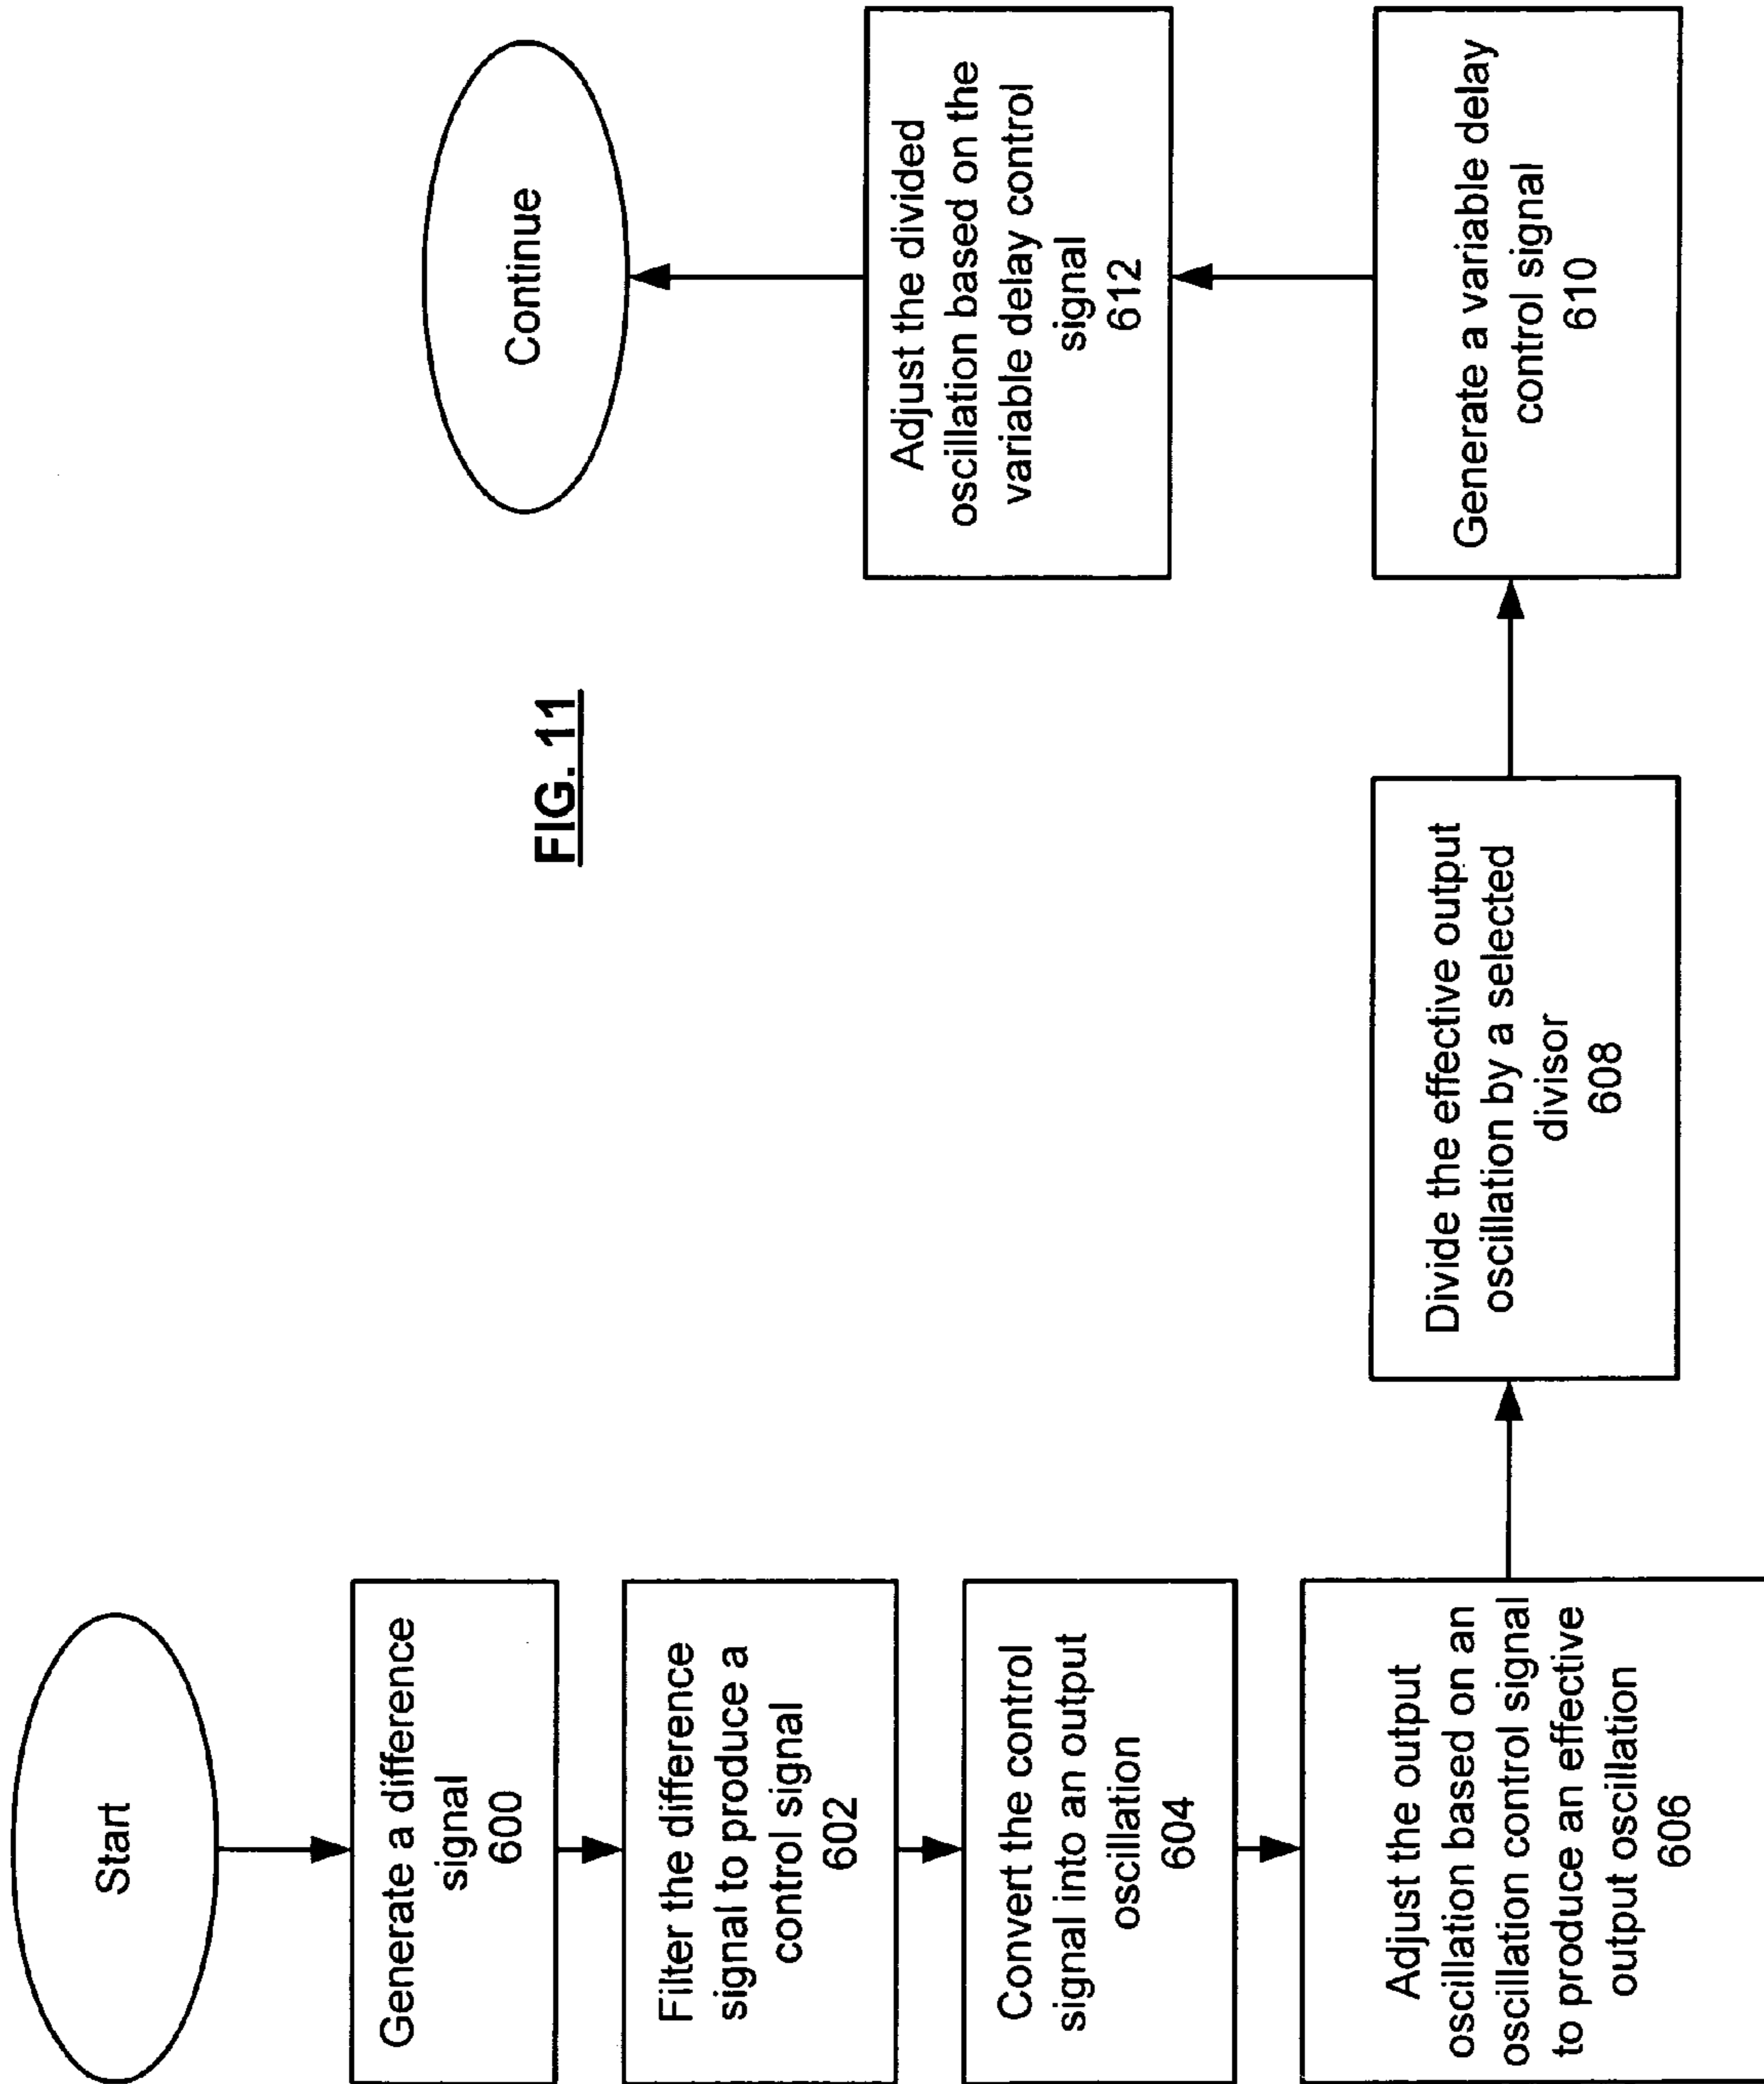 Start
Generate a difference
signal
600
Filter the difference
signal to produce a
control signal
602
Convert the control
signal into an output
oscillation
604
Adjust the output
oscillation based on an
oscillation control signal
to produce an effective
output oscillation
606
Divide the effective output
oscillation by a selected
divisor
608
Generate a variable delay
control signal
610
Adjust the divided
oscillation based on the
variable delay control
signal
612
Continue
FIG. 11